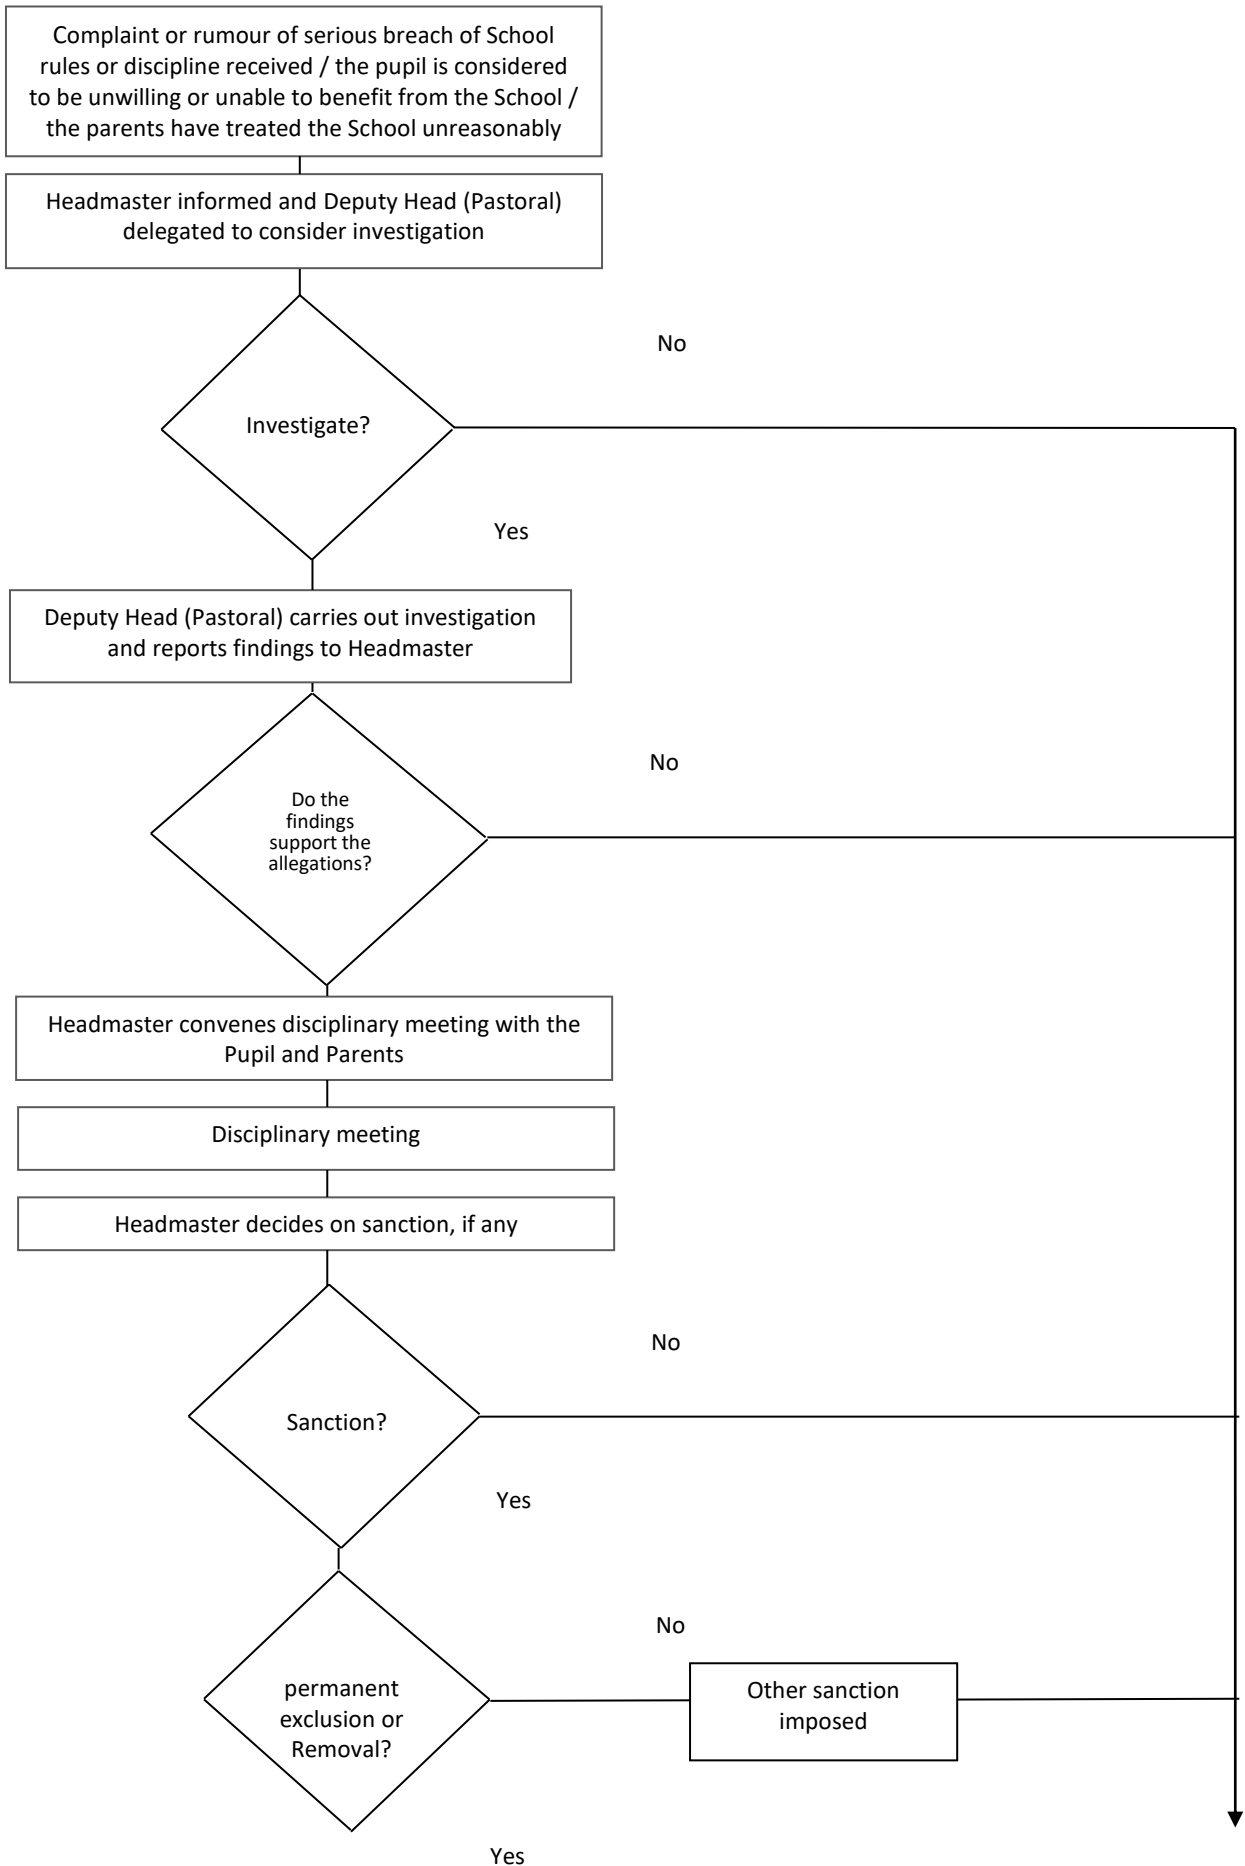 Complaint or rumour of serious breach of School
rules or discipline received / the pupil is considered
to be unwilling or unable to benefit from the School /
the parents have treated the School unreasonably
Headmaster informed and Deputy Head (Pastoral)
delegated to consider investigation
No
Investigate?
Yes
Deputy Head (Pastoral) carries out investigation
and reports findings to Headmaster
No
Do the
findings
support the
allegations?
Headmaster convenes disciplinary meeting with the
Pupil and Parents
Disciplinary meeting
Headmaster decides on sanction, if any
No
Sanction?
Yes
No
permanent
exclusion or
Removal?
Other sanction
imposed
Yes